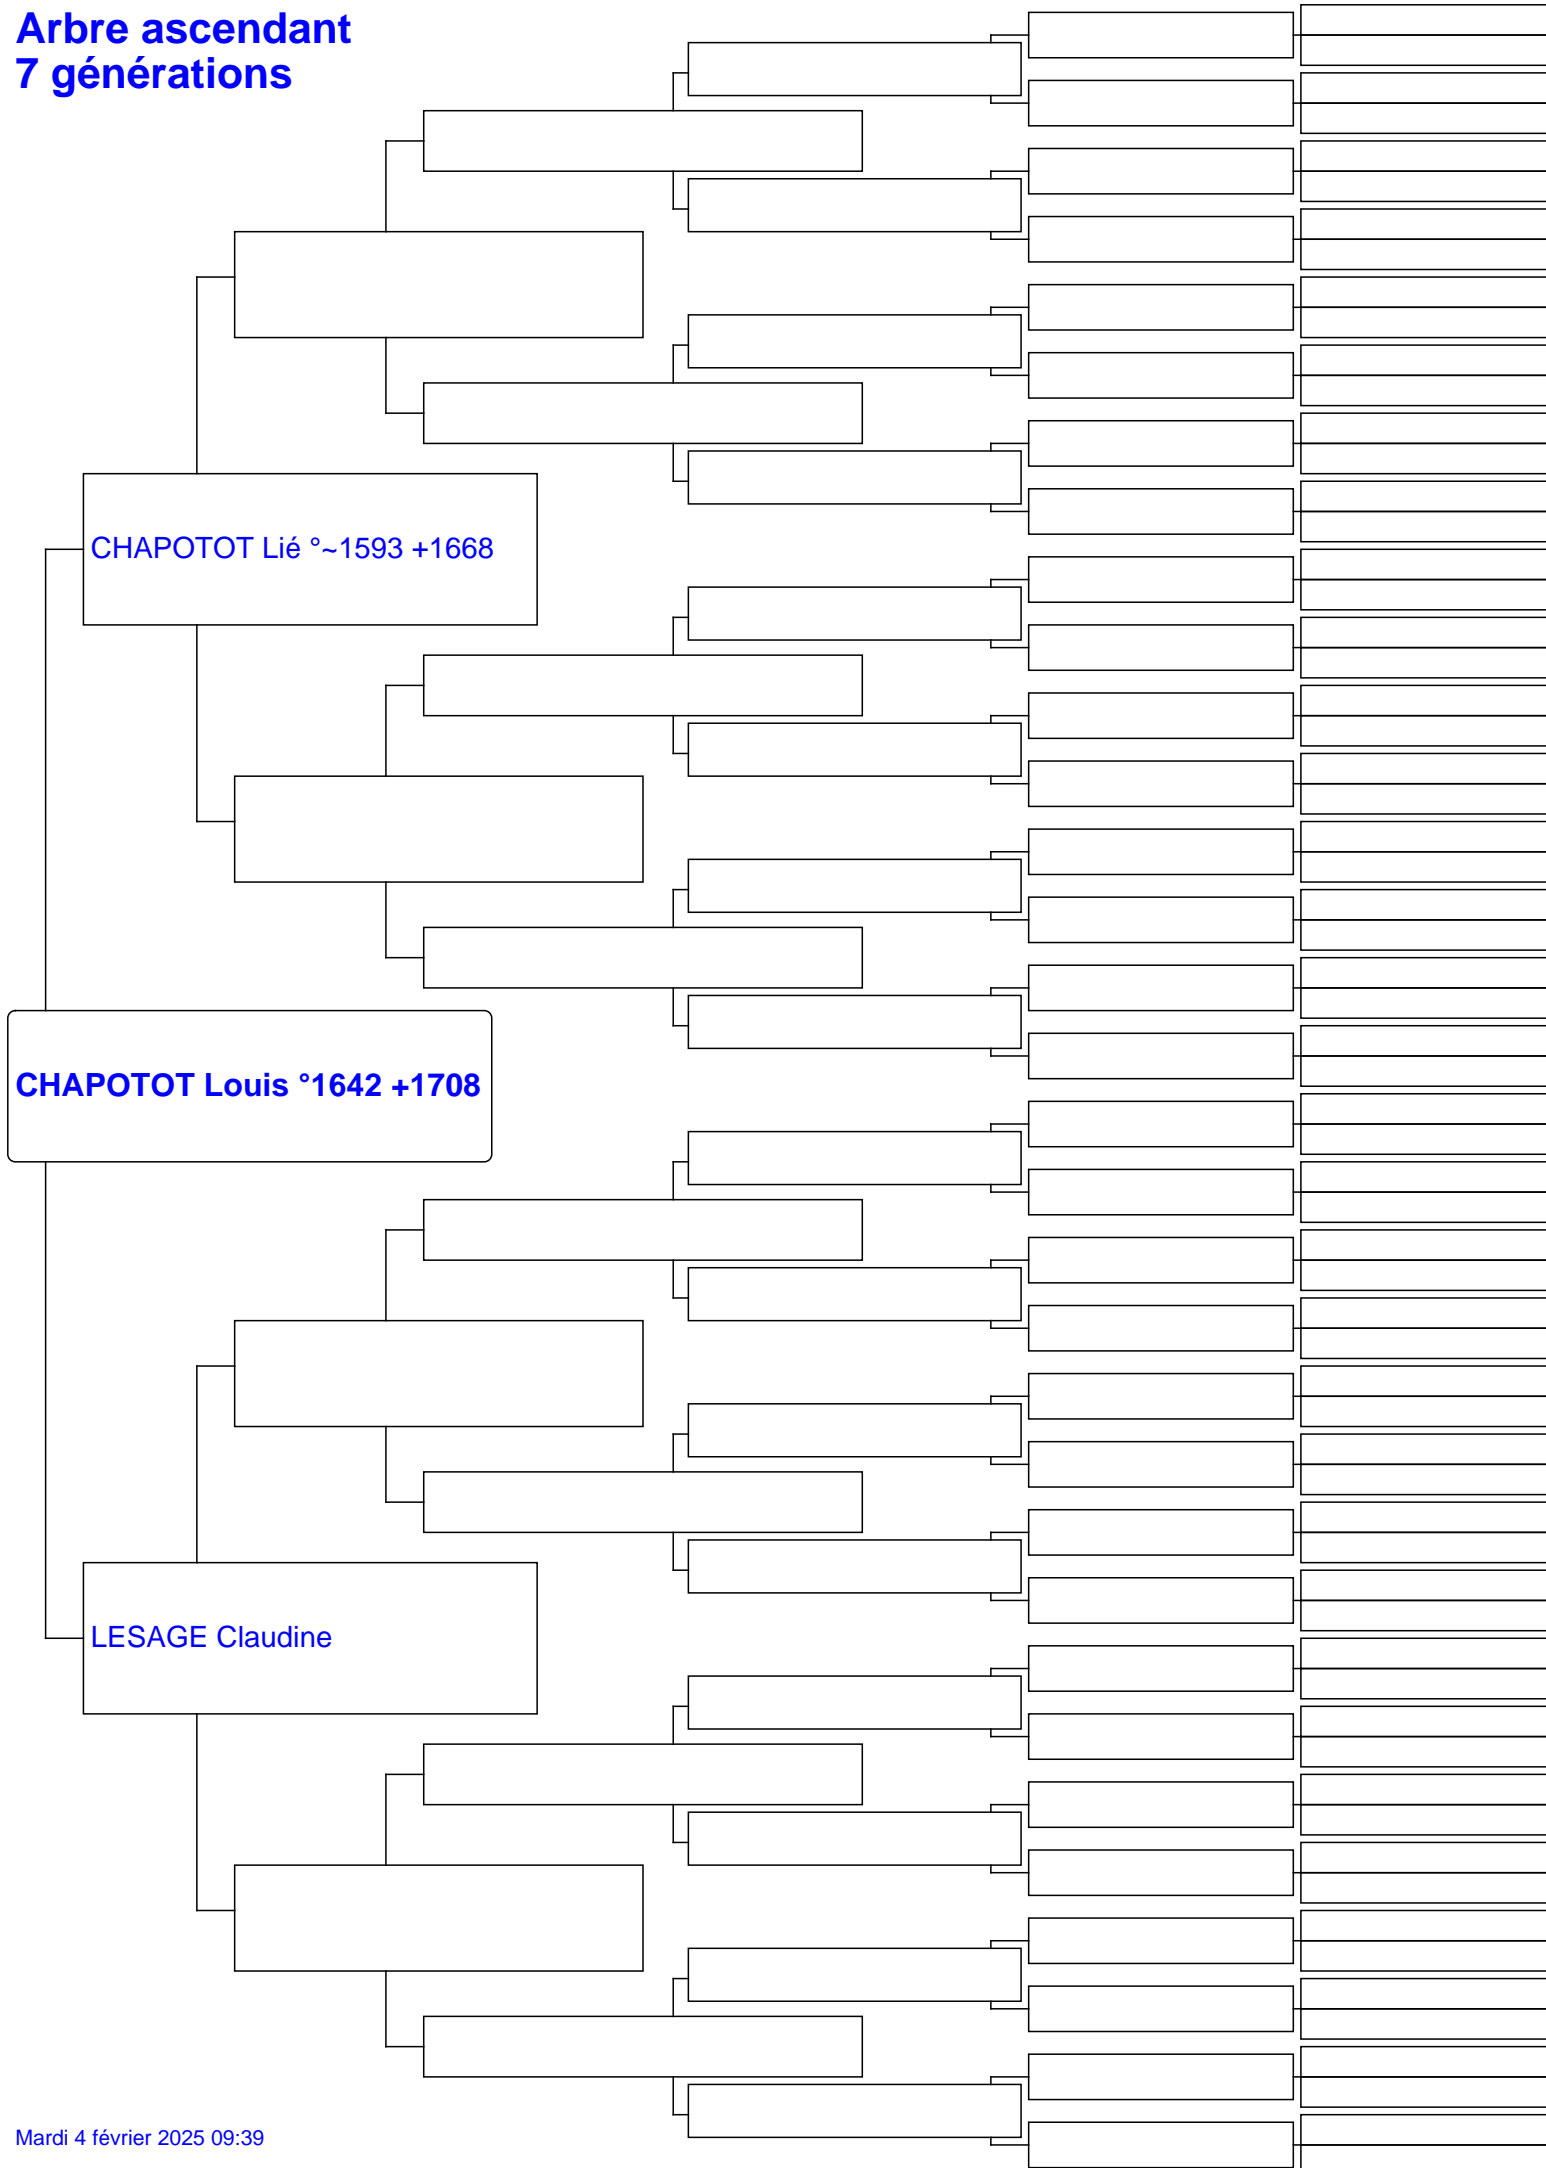 Arbre ascendant
7 générations
CHAPOTOT Lié °~1593 +1668
CHAPOTOT Louis °1642 +1708
LESAGE Claudine
Mardi 4 février 2025 09:39